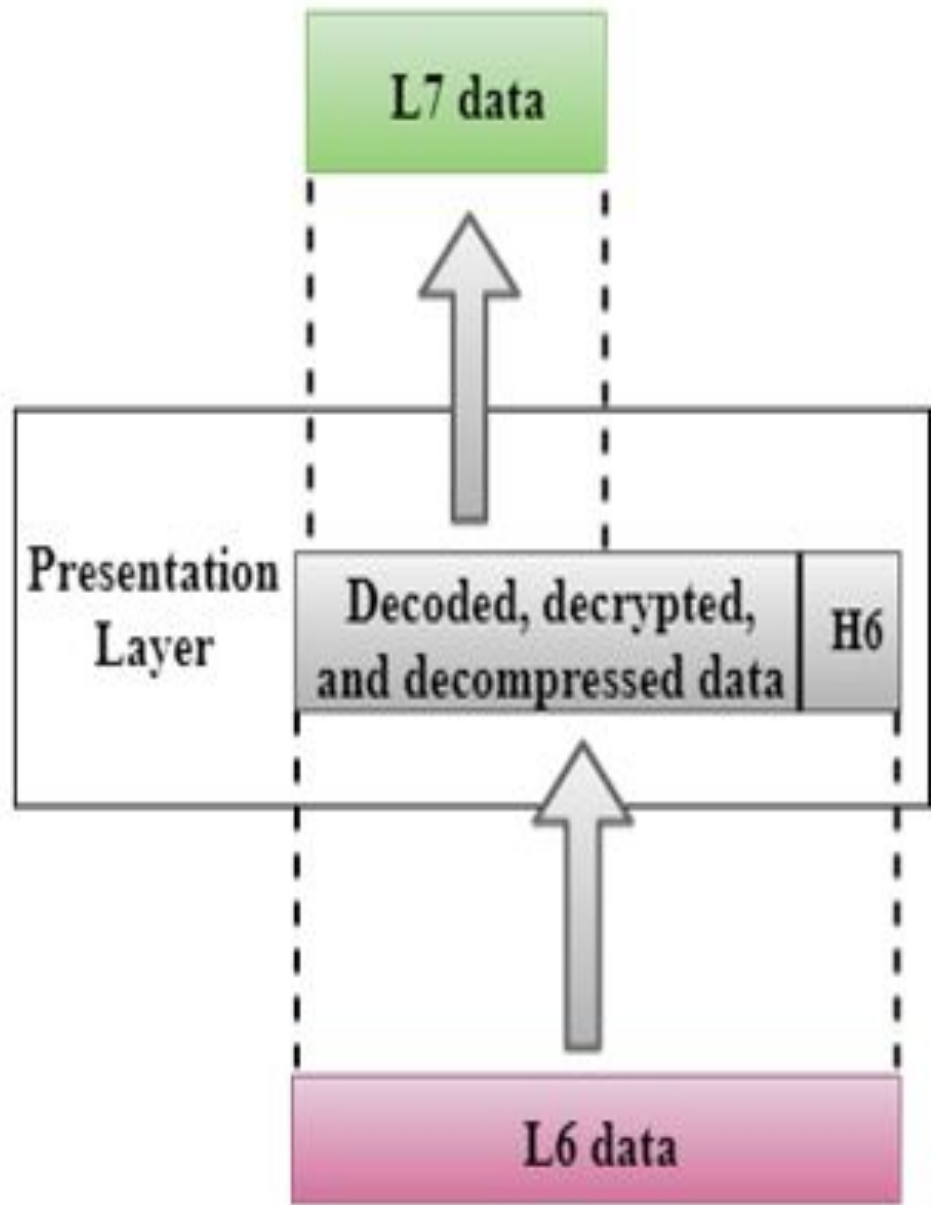 L7 data
Presentation
Layer
Decoded, decrypted,
and decompressed data
H6
L6 data